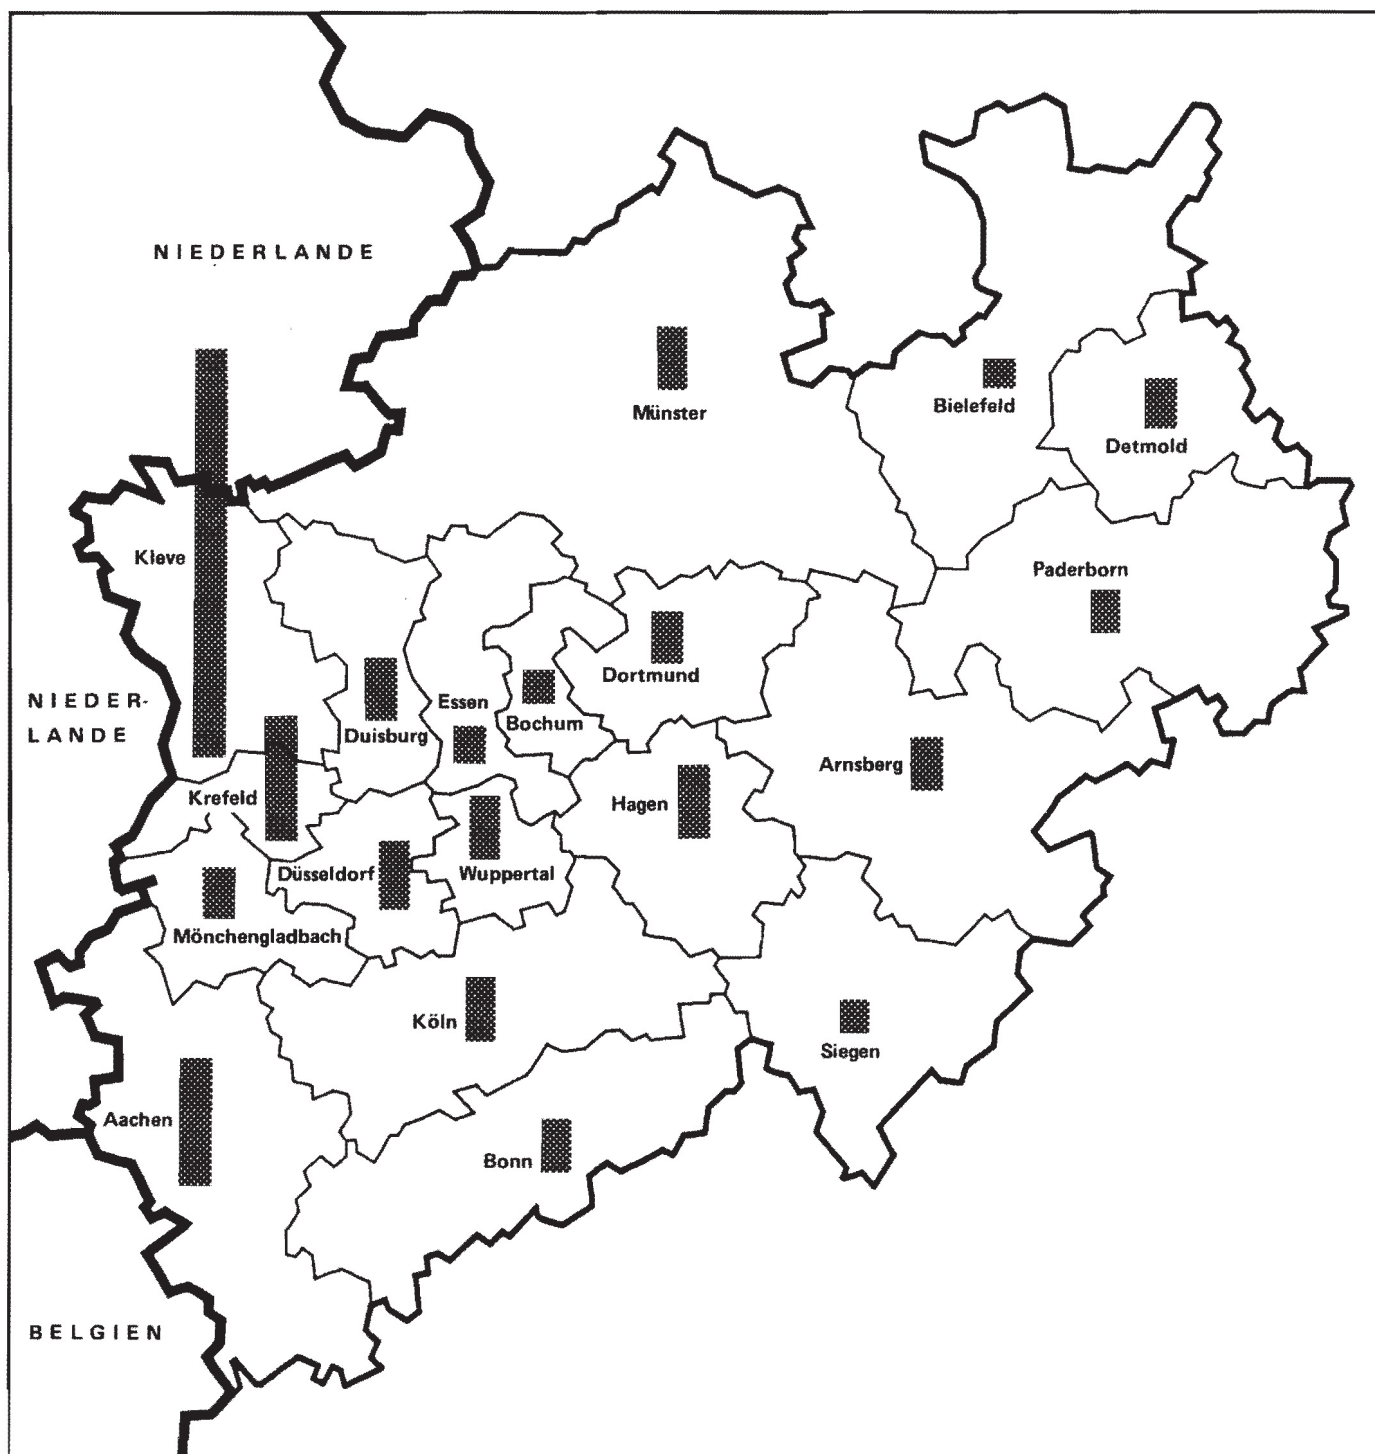 NIEDERLANDE
Münster
Bielefeld
Detmold
Kleve
Paderborn
NIEDER-
LANDE
Essen
Dortmund
Bochum
Duisburg
Arnsberg
Krefeld
Hagen
Düsseldorf
Wuppertal
Mönchengladbach
Köln
Siegen
Aachen
Bonn
BELGIEN